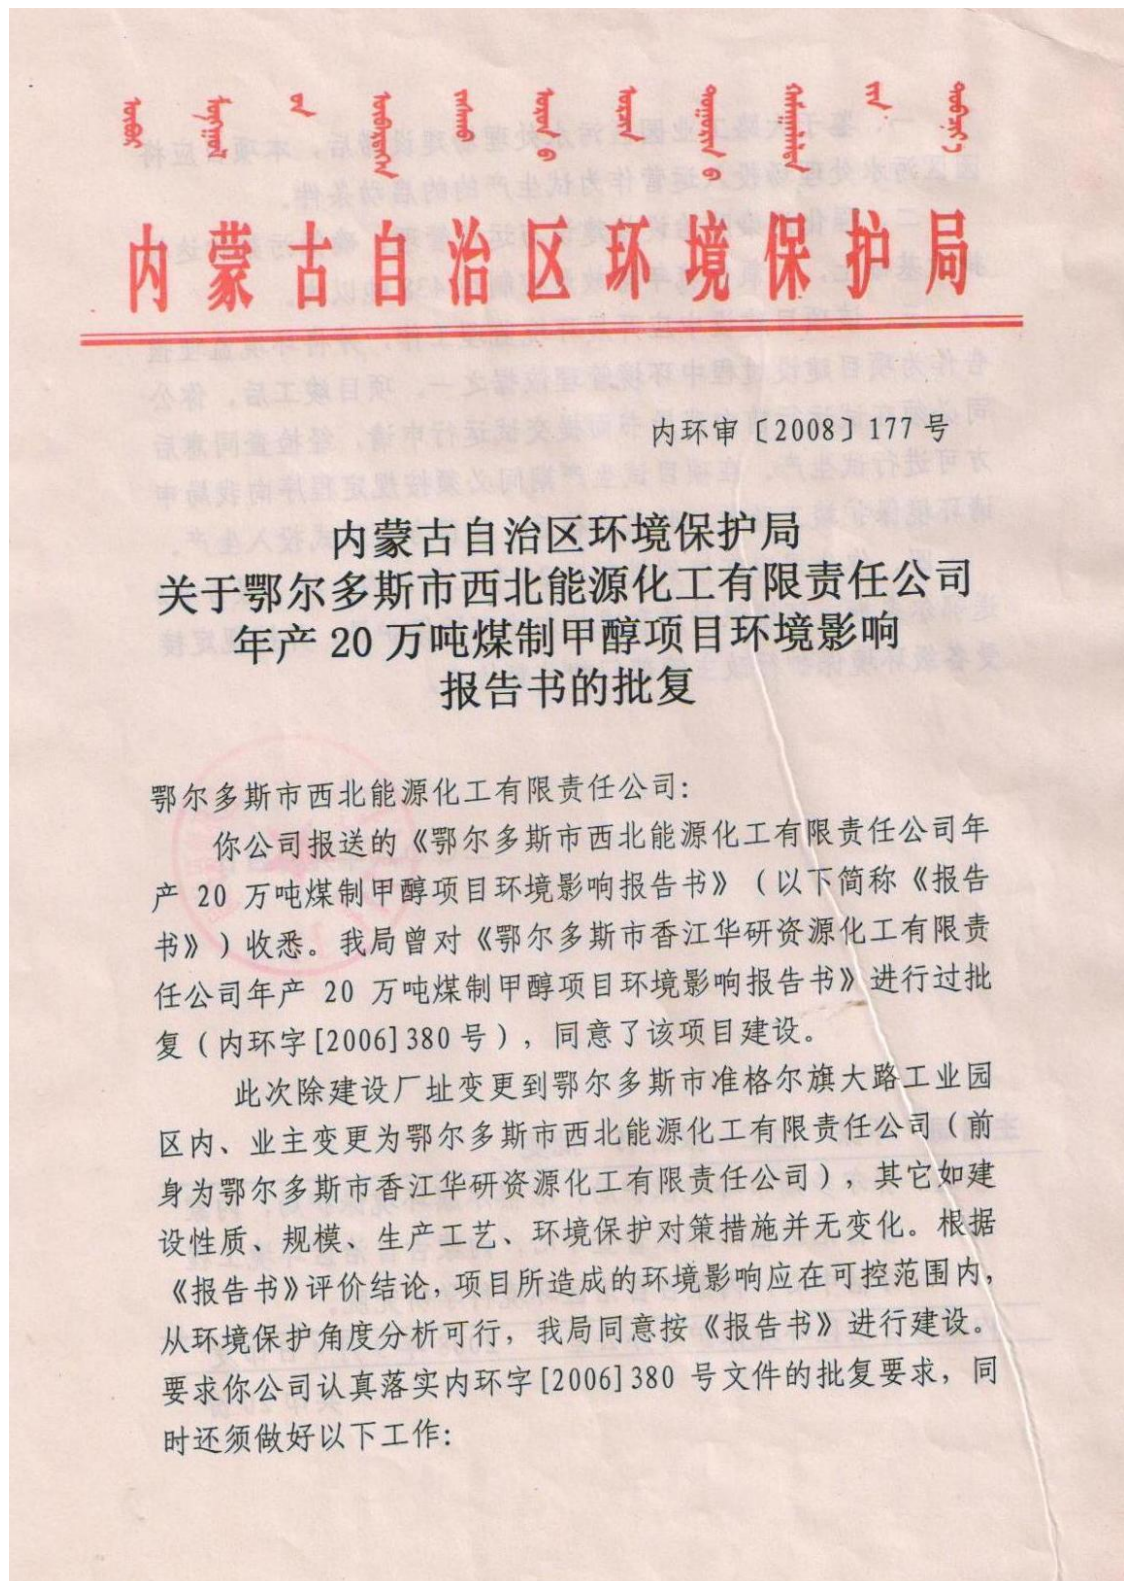 内蒙古自治区环境保护局
内环审〔2008〕177号
内蒙古自治区环境保护局
关于鄂尔多斯市西北能源化工有限责任公司
年产 20 万吨煤制甲醇项目环境影响
报告书的批复
鄂尔多斯市西北能源化工有限责任公司：
你公司报送的《鄂尔多斯市西北能源化工有限责任公司年
产 20 万吨煤制甲醇项目环境影响报告书》（以下简称《报告
书》）收悉。我局曾对《鄂尔多斯市香江华研资源化工有限责
任公司年产 20 万吨煤制甲醇项目环境影响报告书》进行过批
复（内环字[2006]380号），同意了该项目建设。
此次除建设厂址变更到鄂尔多斯市准格尔旗大路工业园
区内、业主变更为鄂尔多斯市西北能源化工有限责任公司（前
身为鄂尔多斯市香江华研资源化工有限责任公司），其它如建
设性质、规模、生产工艺、环境保护对策措施并无变化。根据
《报告书》评价结论，项目所造成的环境影响应在可控范围内，
从环境保护角度分析可行，我局同意按《报告书》进行建设。
要求你公司认真落实内环字[2006]380 号文件的批复要求，同
时还须做好以下工作：